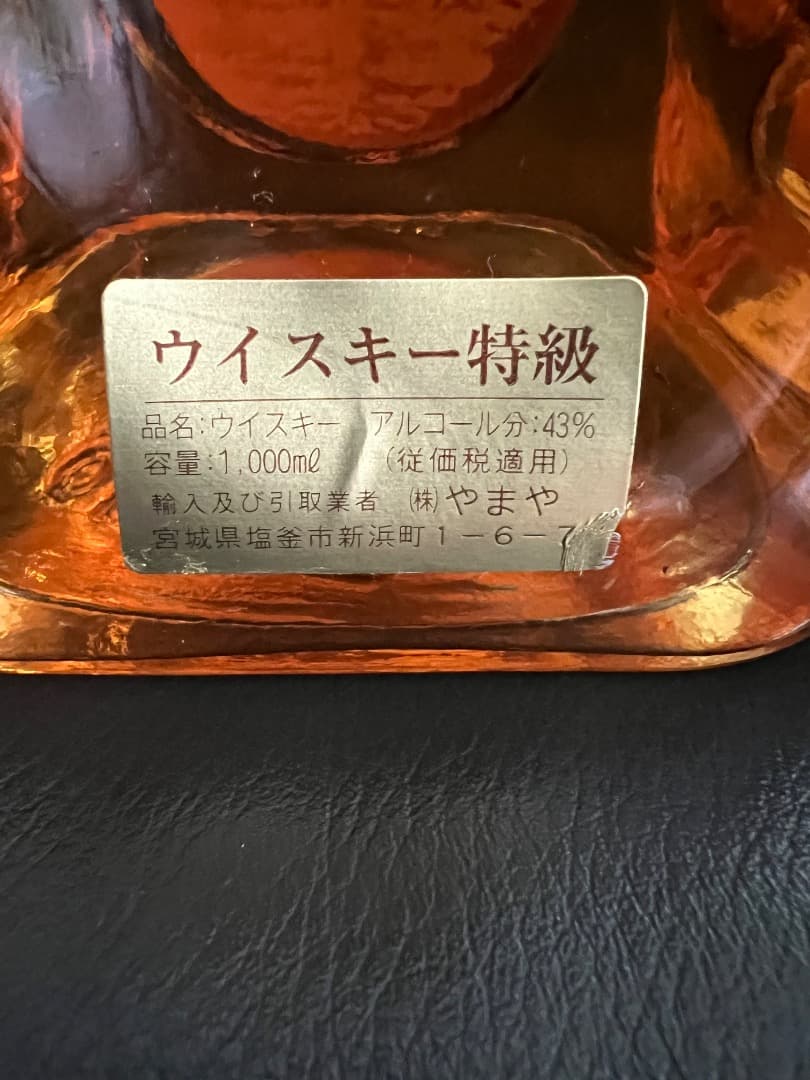 ウイスキー特級
品名:ウイスキー アルコール分:43%
容量:1,000mℓ (従価税適用)
輸入及び引取業者 ㈱やまや
宮城県塩釜市新浜町1-6-7